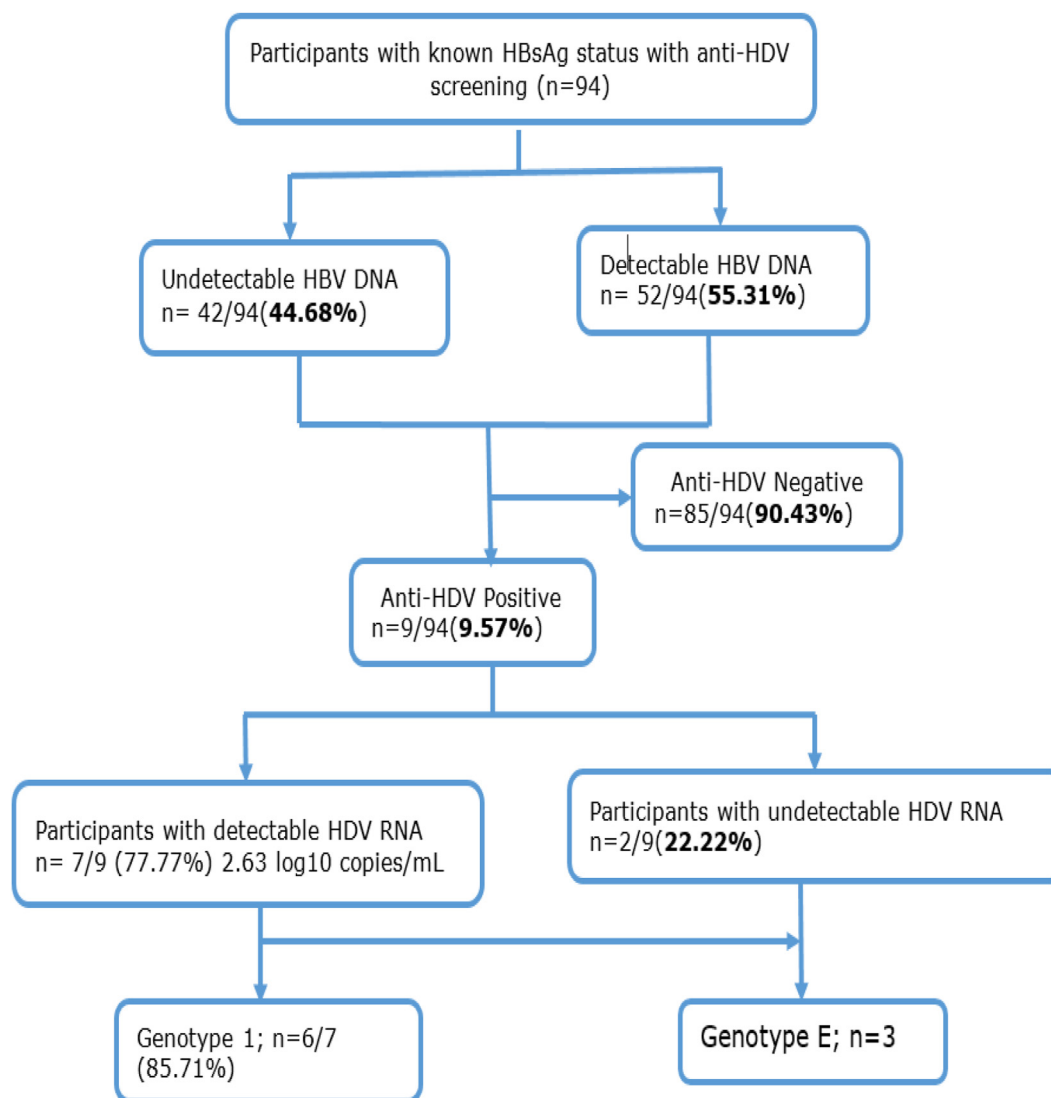 Participants with known HBsAg status with anti-HDV
screening (n=94)
Undetectable HBV DNA
n= 42/94(44.68%)
Detectable HBV DNA
n= 52/94(55.31%)
Anti-HDV Negative
n=85/94(90.43%)
Anti-HDV Positive
n=9/94(9.57%)
Participants with detectable HDV RNA
n= 7/9 (77.77%) 2.63 log10 copies/mL
Participants with undetectable HDV RNA
n=2/9(22.22%)
Genotype 1; n=6/7
(85.71%)
Genotype E; n=3